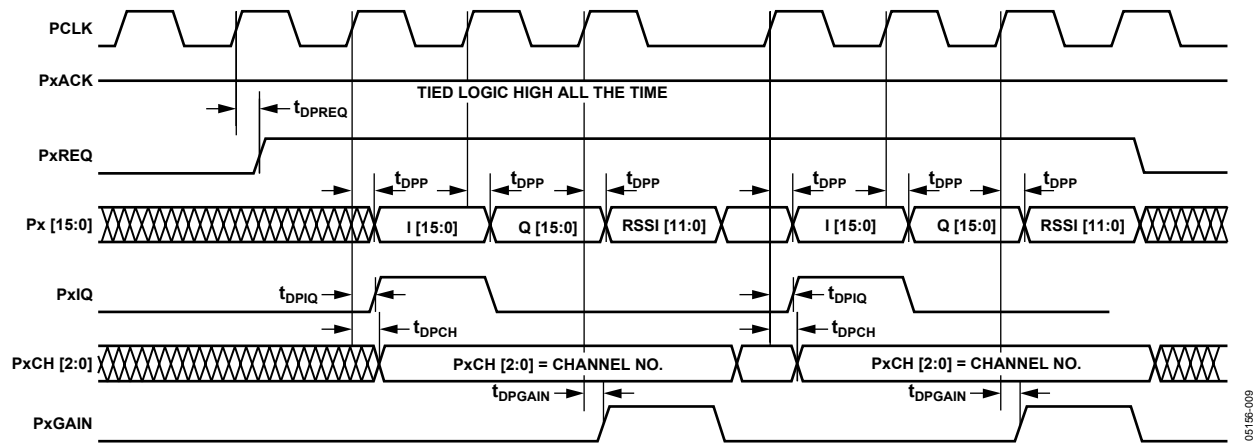 PCLK
PxACK
TIED LOGIC HIGH ALL THE TIME
tDPREQ
PxREQ
tDPP tDPP tDPP tDPP tDPP tDPP
Px [15:0] I [15:0] Q [15:0] RSSI [11:0] I [15:0] Q [15:0] RSSI [11:0]
PxIQ tDPIQ tDPIQ
tDPCH tDPCH
PxCH [2:0] PxCH [2:0] = CHANNEL NO. PxCH [2:0] = CHANNEL NO.
tDPGAIN tDPGAIN
PxGAIN
05156-009